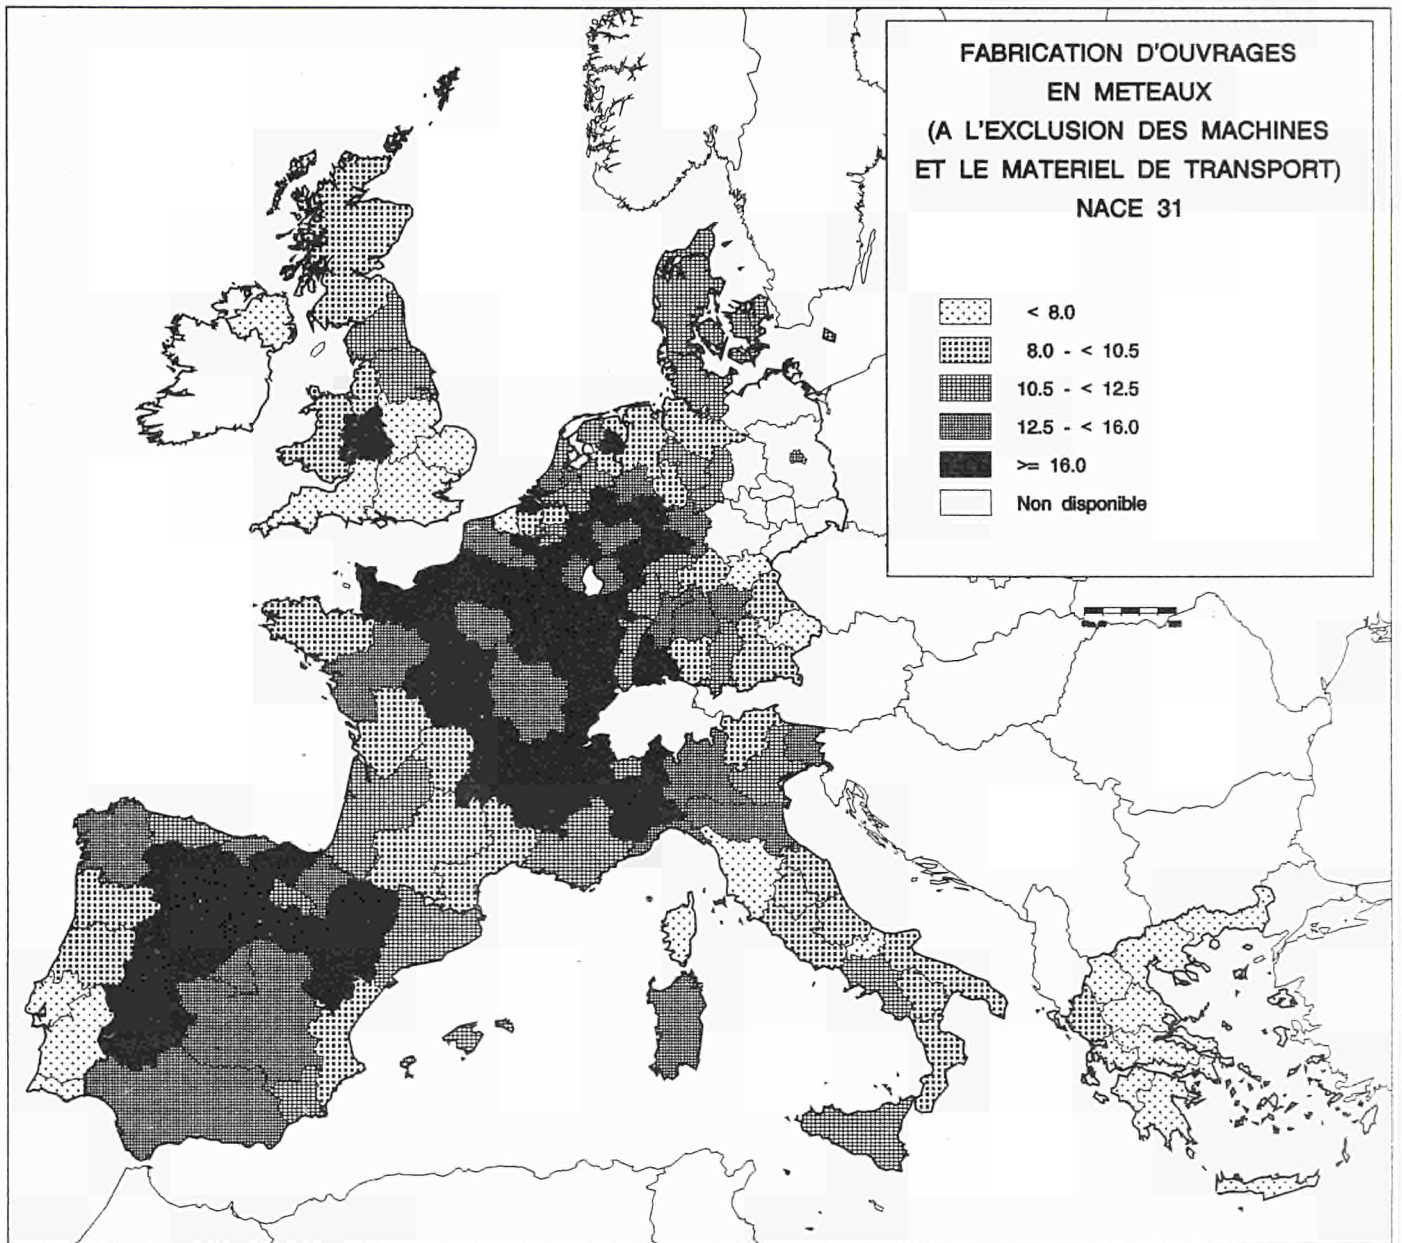 FABRICATION D'OUVRAGES
EN METEAUX
(A L'EXCLUSION DES MACHINES
ET LE MATERIEL DE TRANSPORT)
NACE 31
< 8.0
8.0 - < 10.5
10.5 - < 12.5
12.5 - < 16.0
>= 16.0
Non disponible